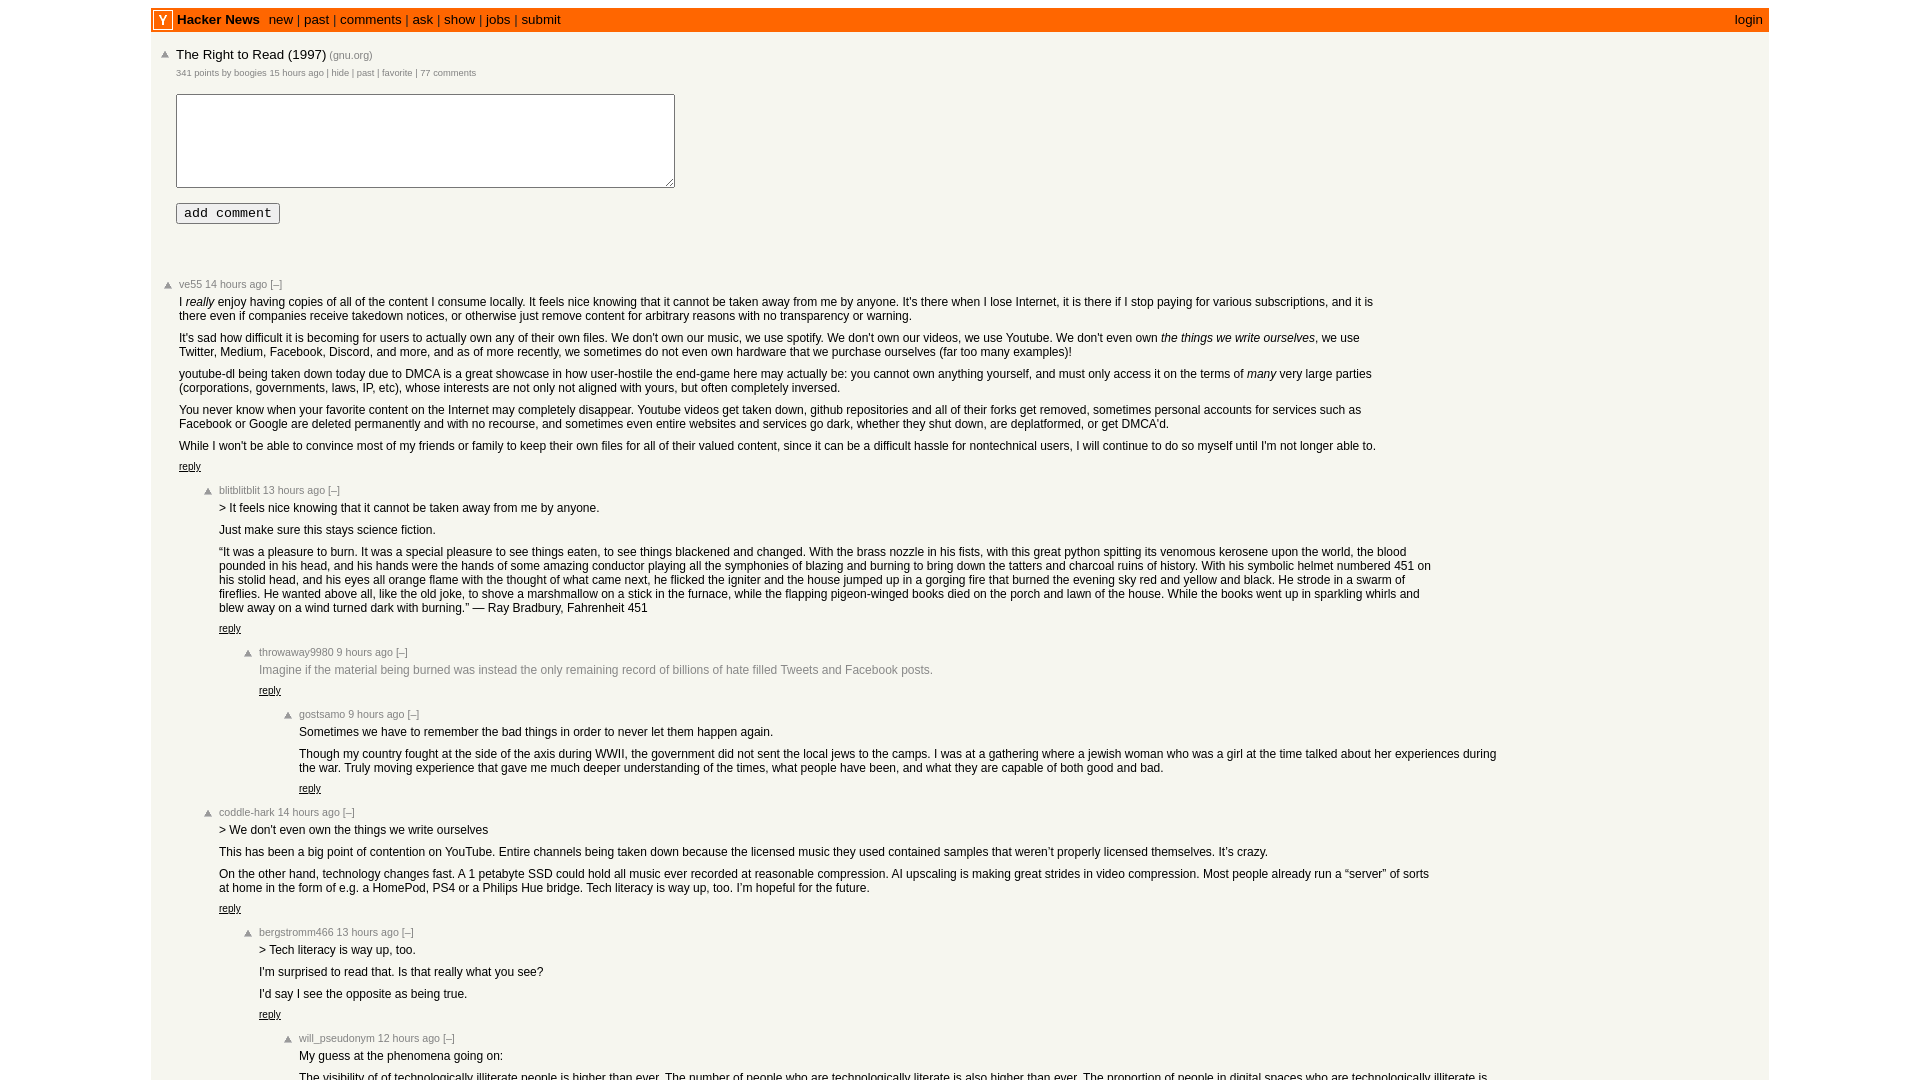 Y Hacker News new | past | comments | ask | show | jobs | submit login
The Right to Read (1997) (gnu.org)
341 points by boogies 15 hours ago | hide | past | favorite | 77 comments
add comment
ve55 14 hours ago [–]
I really enjoy having copies of all of the content I consume locally. It feels nice knowing that it cannot be taken away from me by anyone. It's there when I lose Internet, it is there if I stop paying for various subscriptions, and it is
there even if companies receive takedown notices, or otherwise just remove content for arbitrary reasons with no transparency or warning.
It's sad how difficult it is becoming for users to actually own any of their own files. We don't own our music, we use spotify. We don't own our videos, we use Youtube. We don't even own the things we write ourselves, we use
Twitter, Medium, Facebook, Discord, and more, and as of more recently, we sometimes do not even own hardware that we purchase ourselves (far too many examples)!
youtube-dl being taken down today due to DMCA is a great showcase in how user-hostile the end-game here may actually be: you cannot own anything yourself, and must only access it on the terms of many very large parties
(corporations, governments, laws, IP, etc), whose interests are not only not aligned with yours, but often completely inversed.
You never know when your favorite content on the Internet may completely disappear. Youtube videos get taken down, github repositories and all of their forks get removed, sometimes personal accounts for services such as
Facebook or Google are deleted permanently and with no recourse, and sometimes even entire websites and services go dark, whether they shut down, are deplatformed, or get DMCA'd.
While I won't be able to convince most of my friends or family to keep their own files for all of their valued content, since it can be a difficult hassle for nontechnical users, I will continue to do so myself until I'm not longer able to.
reply
blitblitblit 13 hours ago [–]
> It feels nice knowing that it cannot be taken away from me by anyone.
Just make sure this stays science fiction.
“It was a pleasure to burn. It was a special pleasure to see things eaten, to see things blackened and changed. With the brass nozzle in his fists, with this great python spitting its venomous kerosene upon the world, the blood
pounded in his head, and his hands were the hands of some amazing conductor playing all the symphonies of blazing and burning to bring down the tatters and charcoal ruins of history. With his symbolic helmet numbered 451 on
his stolid head, and his eyes all orange flame with the thought of what came next, he flicked the igniter and the house jumped up in a gorging fire that burned the evening sky red and yellow and black. He strode in a swarm of
fireflies. He wanted above all, like the old joke, to shove a marshmallow on a stick in the furnace, while the flapping pigeon-winged books died on the porch and lawn of the house. While the books went up in sparkling whirls and
blew away on a wind turned dark with burning.” — Ray Bradbury, Fahrenheit 451
reply
throwaway9980 9 hours ago [–]
Imagine if the material being burned was instead the only remaining record of billions of hate filled Tweets and Facebook posts.
reply
gostsamo 9 hours ago [–]
Sometimes we have to remember the bad things in order to never let them happen again.
Though my country fought at the side of the axis during WWII, the government did not sent the local jews to the camps. I was at a gathering where a jewish woman who was a girl at the time talked about her experiences during
the war. Truly moving experience that gave me much deeper understanding of the times, what people have been, and what they are capable of both good and bad.
reply
coddle-hark 14 hours ago [–]
> We don't even own the things we write ourselves
This has been a big point of contention on YouTube. Entire channels being taken down because the licensed music they used contained samples that weren’t properly licensed themselves. It’s crazy.
On the other hand, technology changes fast. A 1 petabyte SSD could hold all music ever recorded at reasonable compression. AI upscaling is making great strides in video compression. Most people already run a “server” of sorts
at home in the form of e.g. a HomePod, PS4 or a Philips Hue bridge. Tech literacy is way up, too. I’m hopeful for the future.
reply
bergstromm466 13 hours ago [–]
> Tech literacy is way up, too.
I'm surprised to read that. Is that really what you see?
I'd say I see the opposite as being true.
reply
will_pseudonym 12 hours ago [–]
My guess at the phenomena going on:
The visibility of of technologically illiterate people is higher than ever. The number of people who are technologically literate is also higher than ever. The proportion of people in digital spaces who are technologically illiterate is